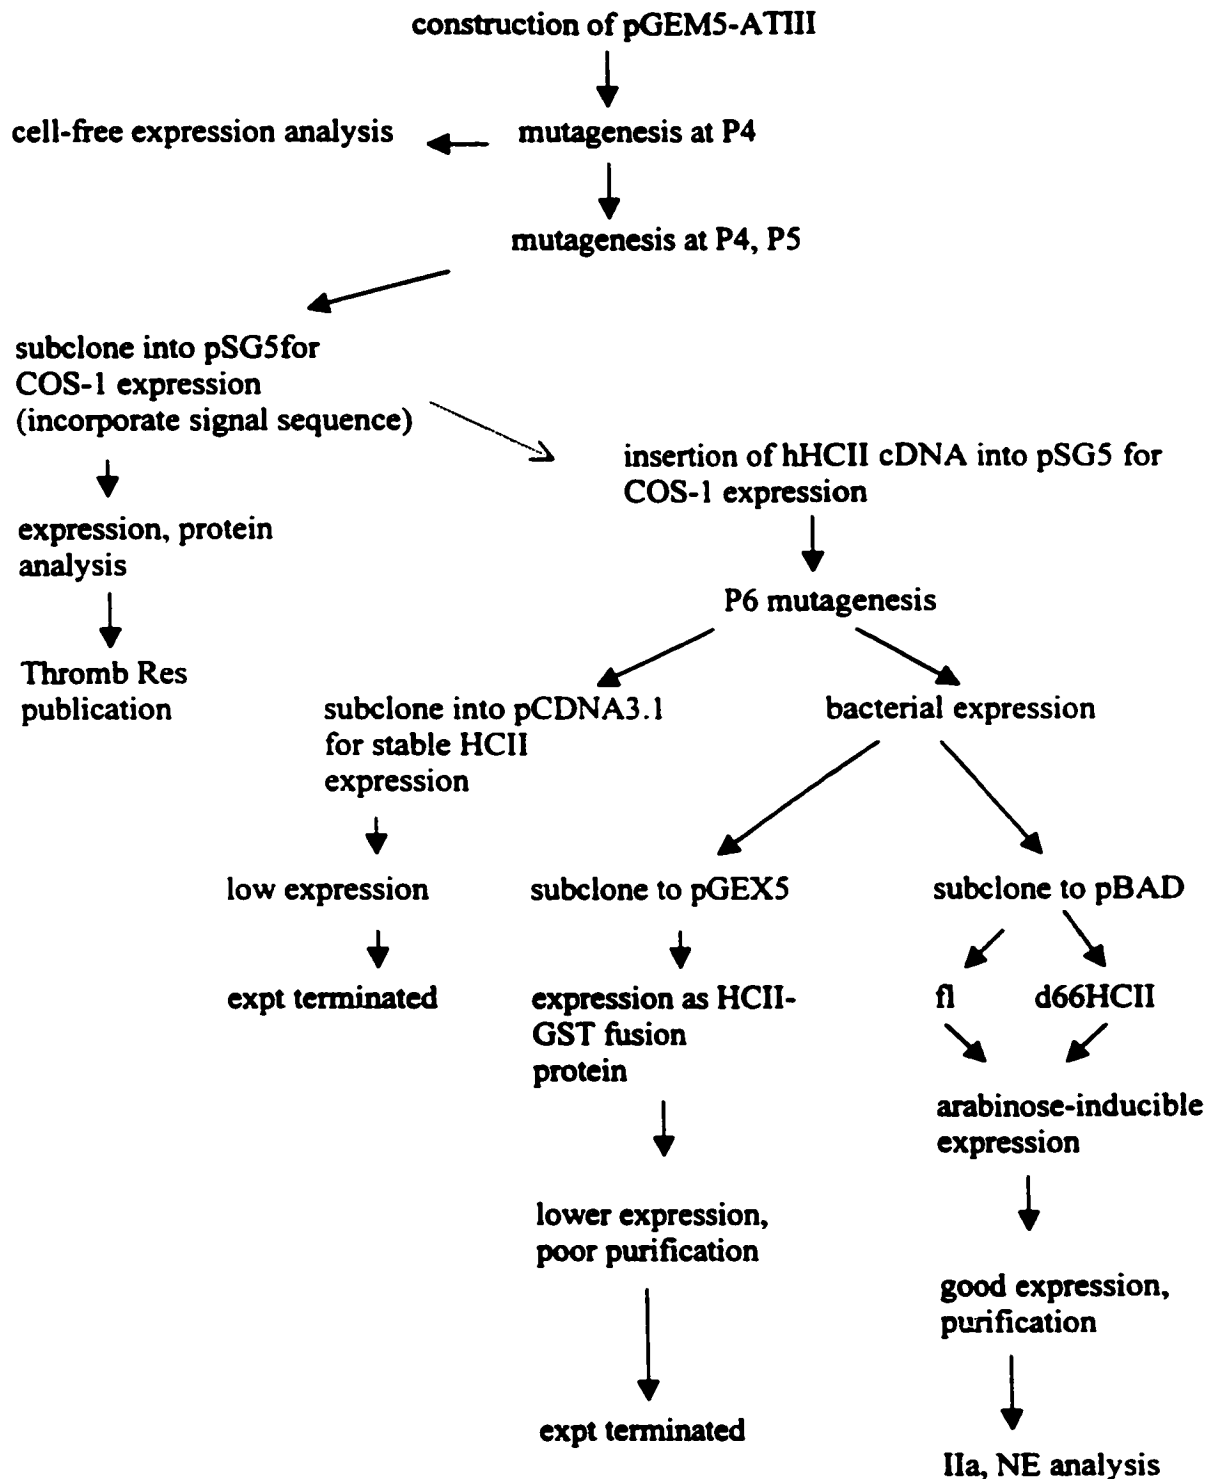 construction of pGEM5-ATIII
cell-free expression analysis
mutagenesis at P4
mutagenesis at P4, P5
subclone into pSG5for
COS-1 expression
(incorporate signal sequence)
insertion of hHCII cDNA into pSG5 for
COS-1 expression
expression, protein
analysis
P6 mutagenesis
Thromb Res
publication
subclone into pCDNA3.1
for stable HCII
expression
bacterial expression
low expression
subclone to pGEX5
subclone to pBAD
expt terminated
expression as HCII-
GST fusion
protein
fl
d66HCII
arabinose-inducible
expression
lower expression,
poor purification
good expression,
purification
expt terminated
IIa, NE analysis